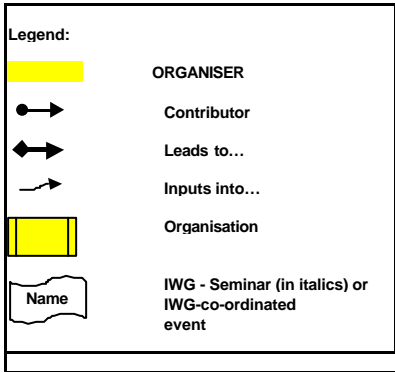 Legend:
ORGANISER
Contributor
Leads to…
Inputs into…
Organisation
Name
IWG - Seminar (in italics) or
IWG-co-ordinated
event